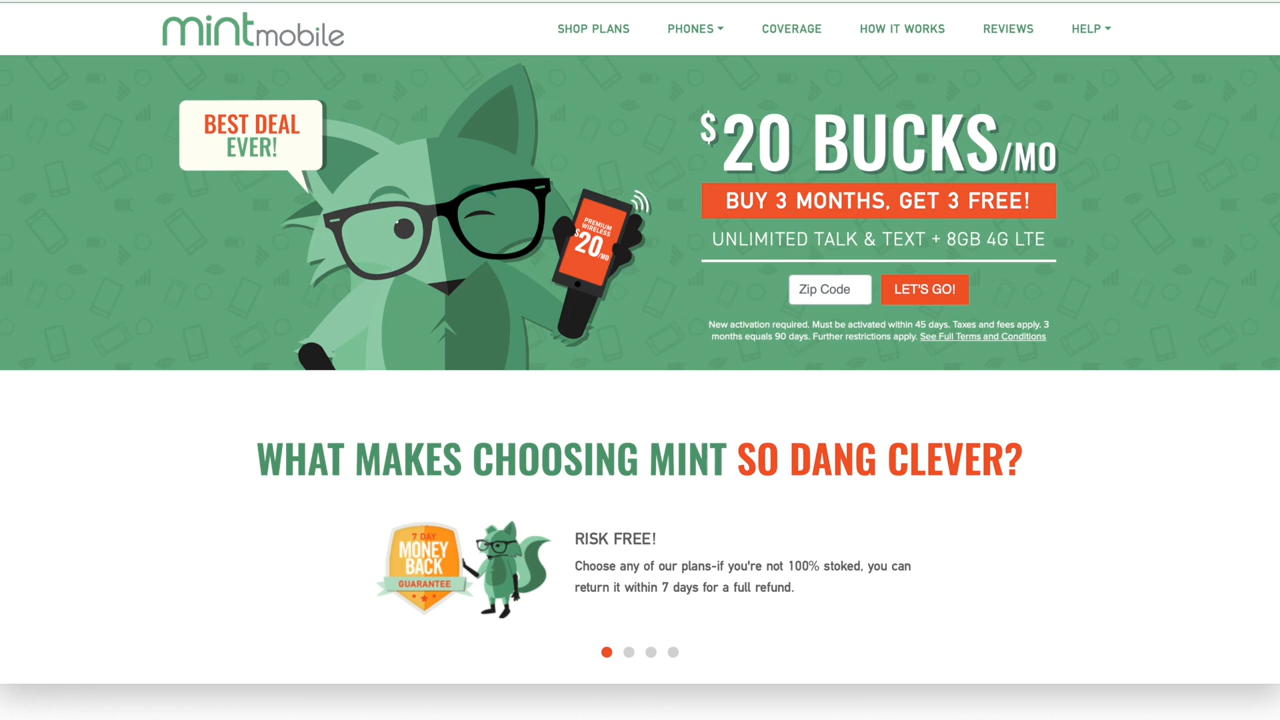 mintmobile
SHOP PLANS
PHONES
COVERAGE
HOW IT WORKS
REVIEWS
HELP
BEST DEAL
EVER!
PREMIUM
WIRELESS
$20/MO
$20 BUCKS/MO
BUY 3 MONTHS, GET 3 FREE!
UNLIMITED TALK & TEXT + 8GB 4G LTE
Zip Code
LET'S GO!
New activation required. Must be activated within 45 days. Taxes and fees apply. 3
months equals 90 days. Further restrictions apply. See Full Terms and Conditions
WHAT MAKES CHOOSING MINT SO DANG CLEVER?
7 DAY
MONEY
BACK
GUARANTEE
RISK FREE!
Choose any of our plans-if you're not 100% stoked, you can
return it within 7 days for a full refund.